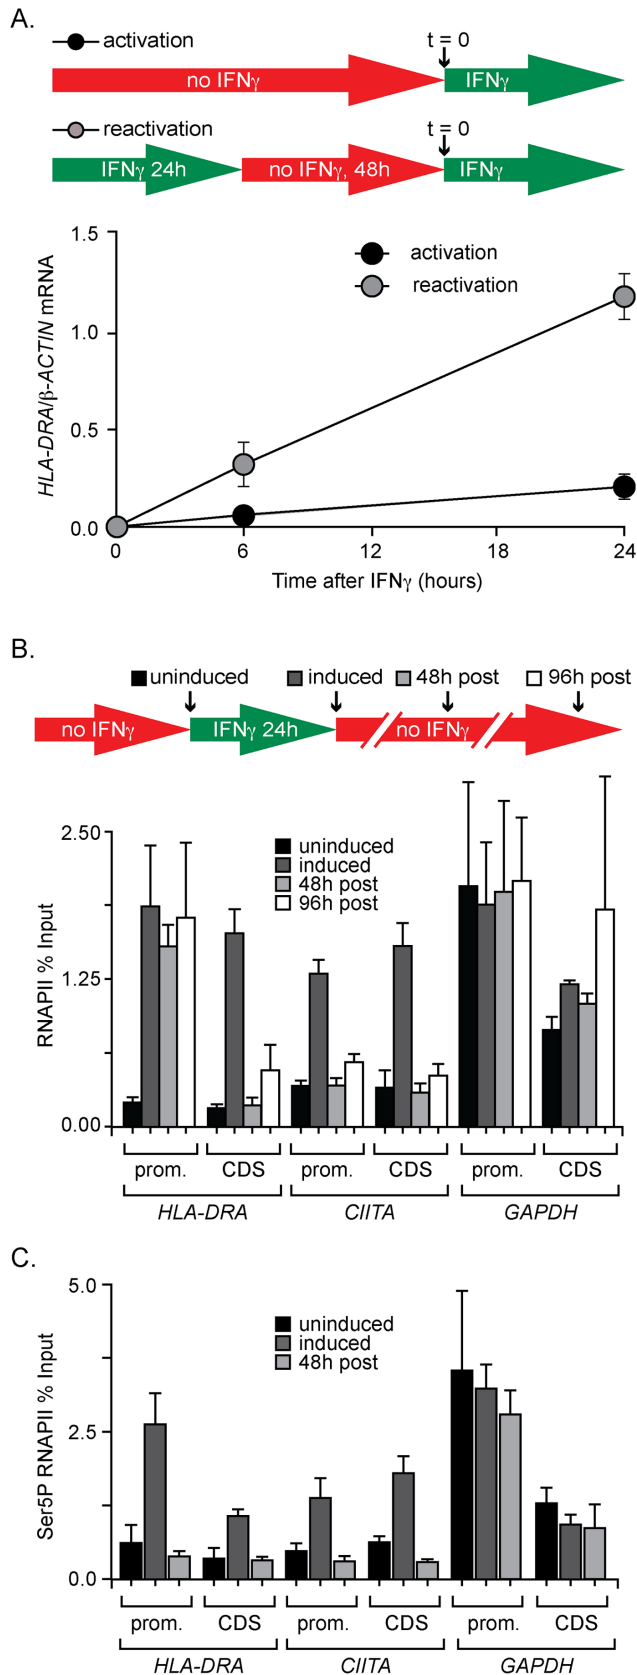 A.
activation
t = 0
no IFNγ
IFNγ
reactivation
t = 0
IFNγ 24h
no IFNγ, 48h
IFNγ
1.5
1.0
0.5
0.0
HLA-DRA/β-ACTIN mRNA
activation
reactivation
0 6 12 18 24
Time after IFNγ (hours)
B.
uninduced induced 48h post 96h post
no IFNγ IFNγ 24h no IFNγ
2.50
1.25
0.00
RNAPII % Input
uninduced
induced
48h post
96h post
prom. CDS prom. CDS prom. CDS
HLA-DRA CIITA GAPDH
C.
5.0
2.5
0.0
Ser5P RNAPII % Input
uninduced
induced
48h post
prom. CDS prom. CDS prom. CDS
HLA-DRA CIITA GAPDH